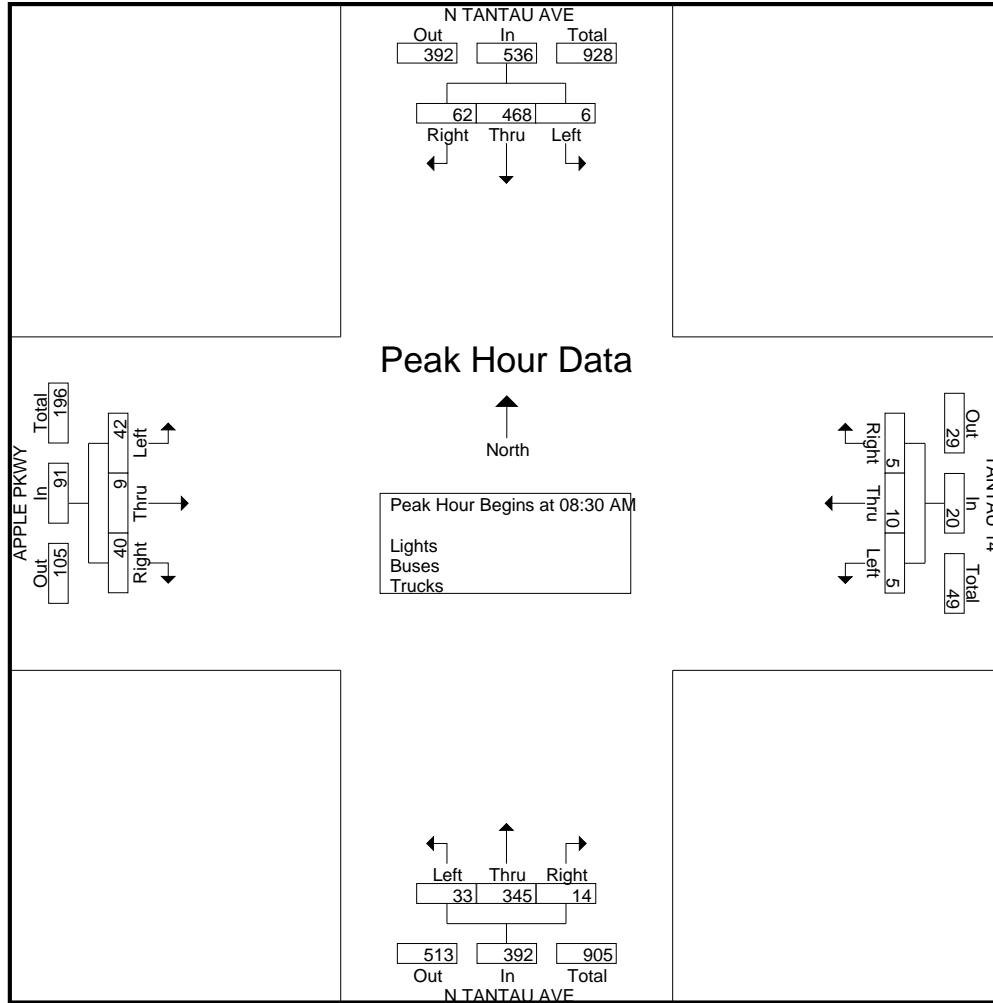 N TANTAU AVE
Out In Total
392 536 928
62 468 6
Right Thru Left
Peak Hour Data
North
Peak Hour Begins at 08:30 AM
Lights
Buses
Trucks
APPLE PKWY
Out In Total
105 91 196
Right Thru Left
40 9 42
Right Thru Left
5 10 5
Out In Total
29 20 49
TANTAU 14
Left Thru Right
33 345 14
513 392 905
Out In Total
N TANTAU AVE